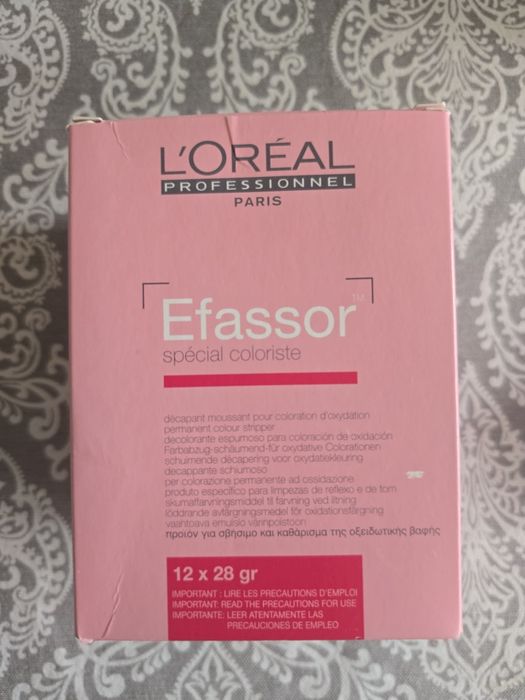 L'ORÉAL
PROFESSIONNEL
PARIS
Efassor™
spécial coloriste
décapant moussant pour coloration d'oxydation
permanent colour stripper
decolorante espumoso para coloración de oxidación
Farbabzug-schäumend-für oxydative Colorationen
schuimende décapering voor oxydatiekleuring
decappante schiumoso
per colorazione permanente ad ossidazione
produto especifico para limpezas de reflexo e de tom
skumaffarvningsmiddel til farvning ved iltning
löddrande avfärgningsmedel för oxidationsfärgning
vaahtoava emulsio värinpoistoon
προϊόν για σβήσιμο και καθάρισμα της οξειδωτικής βαφής
12 x 28 gr
IMPORTANT : LIRE LES PRECAUTIONS D'EMPLOI
IMPORTANT: READ THE PRECAUTIONS FOR USE
IMPORTANTE: LEER ATENTAMENTE LAS
PRECAUCIONES DE EMPLEO